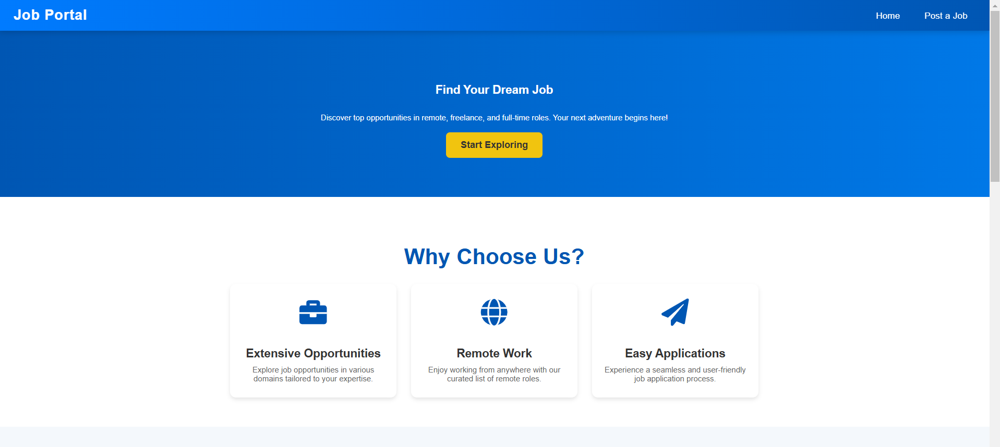 Job Portal
Home
Post a Job
Find Your Dream Job
Discover top opportunities in remote, freelance, and full-time roles. Your next adventure begins here!
Start Exploring
Why Choose Us?
Extensive Opportunities
Explore job opportunities in various
domains tailored to your expertise.
Remote Work
Enjoy working from anywhere with our
curated list of remote roles.
Easy Applications
Experience a seamless and user-friendly
job application process.